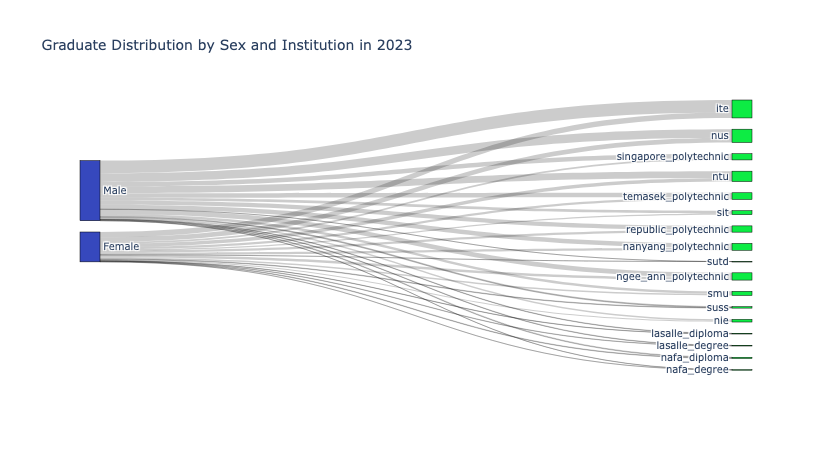 Graduate Distribution by Sex and Institution in 2023
Male
Female
ite
nus
singapore_polytechnic
ntu
temasek_polytechnic
sit
republic_polytechnic
nanyang_polytechnic
sutd
ngee_ann_polytechnic
smu
suss
nie
lasalle_diploma
lasalle_degree
nafa_diploma
nafa_degree